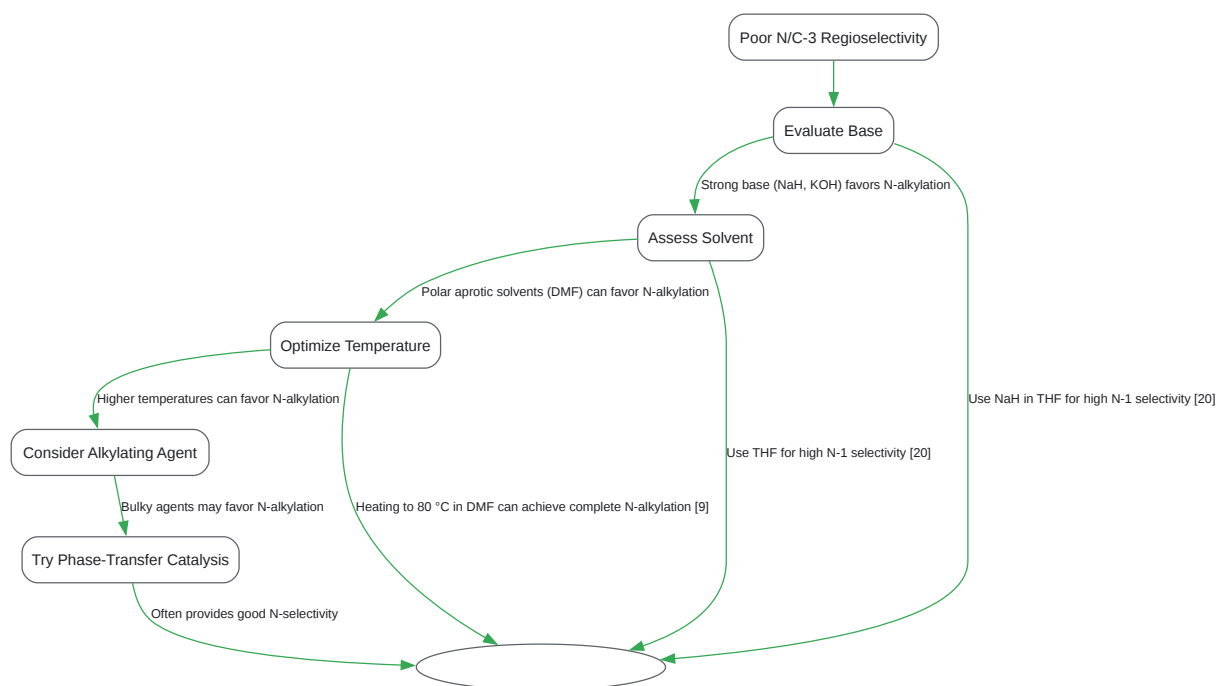 Poor N/C-3 Regioselectivity
Evaluate Base
Strong base (NaH, KOH) favors N-alkylation
Assess Solvent
Polar aprotic solvents (DMF) can favor N-alkylation
Optimize Temperature
Higher temperatures can favor N-alkylation
Use NaH in THF for high N-1 selectivity [20]
Consider Alkylating Agent
Use THF for high N-1 selectivity [20]
Bulky agents may favor N-alkylation
Heating to 80 °C in DMF can achieve complete N-alkylation [9]
Try Phase-Transfer Catalysis
Often provides good N-selectivity